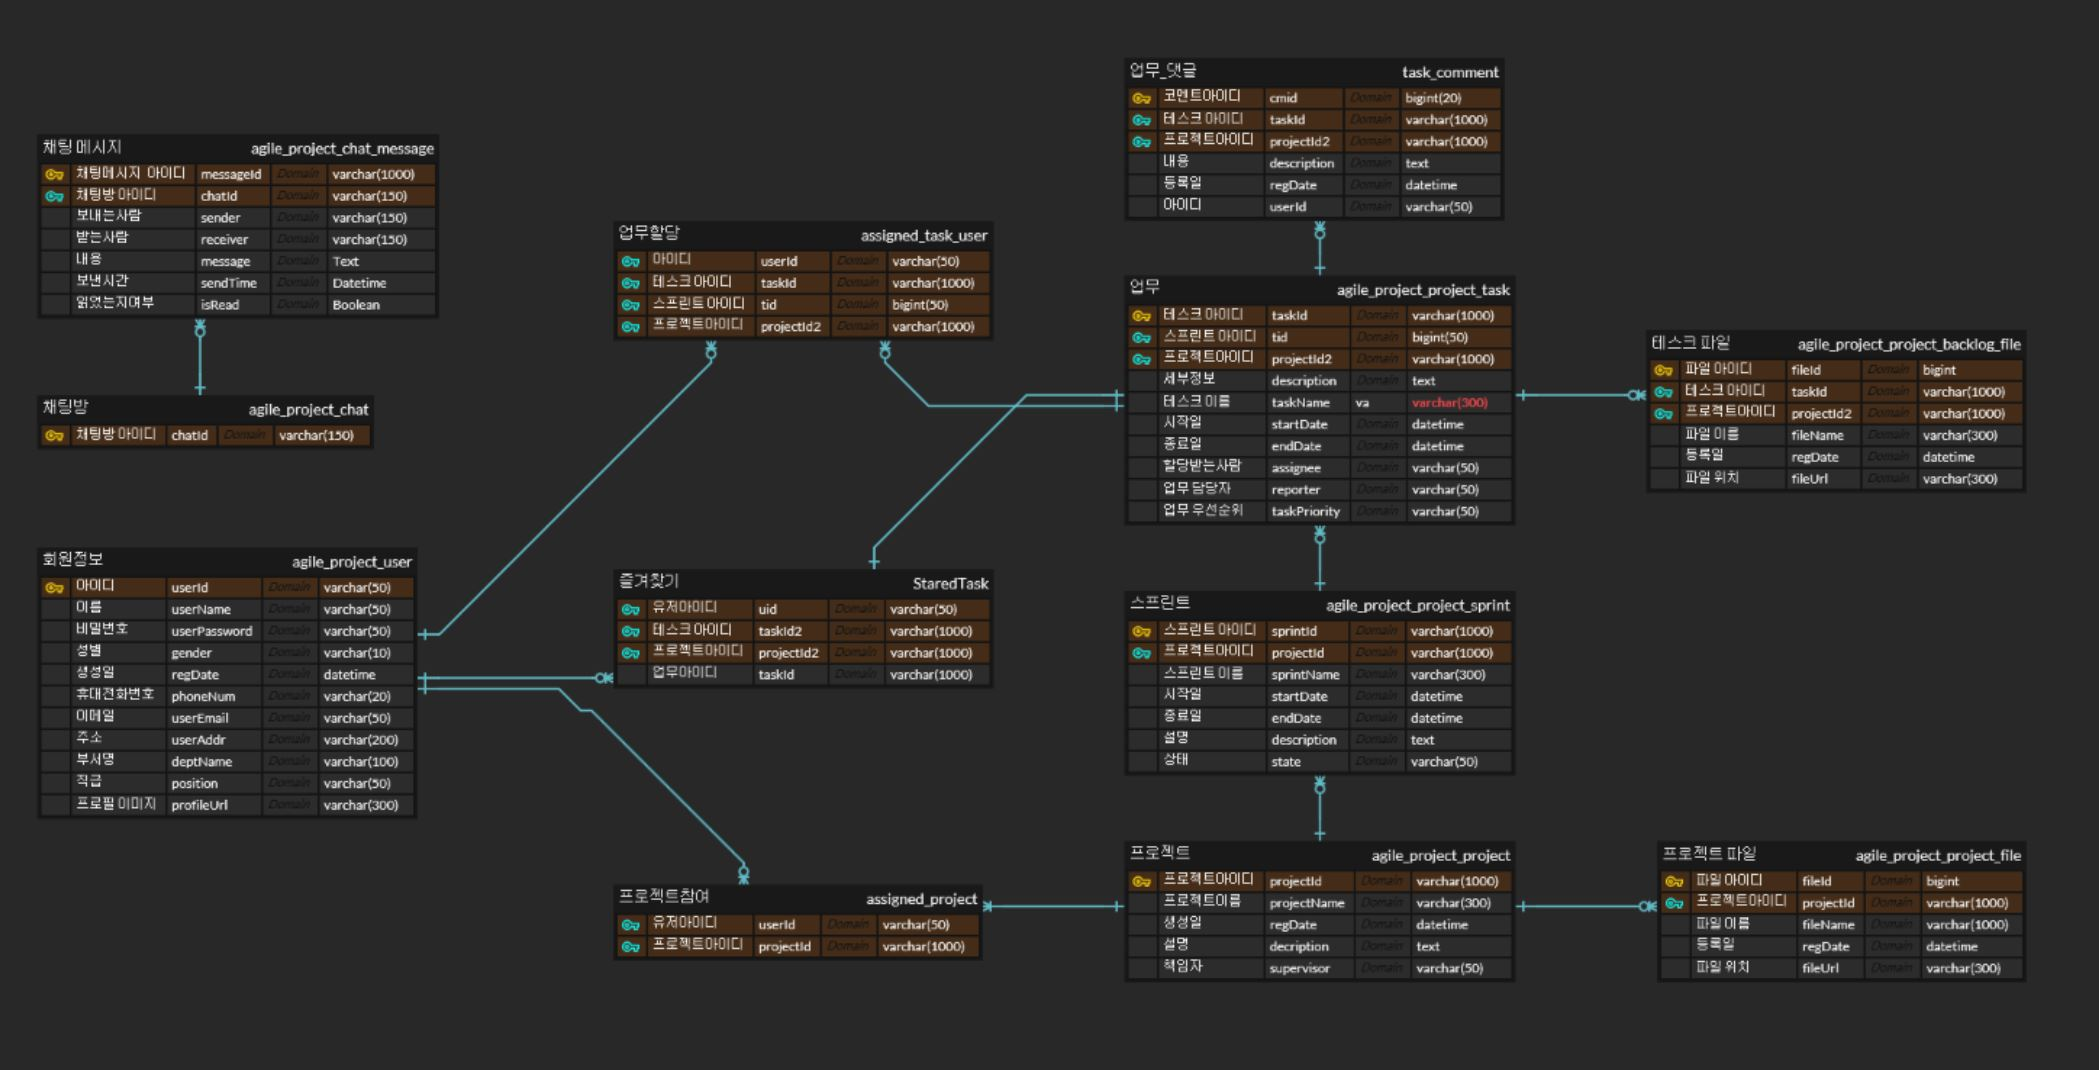 업무_댓글 task_comment
코멘트아이디 cmid Domain bigint(20)
테스크 아이디 taskId Domain varchar(1000)
프로젝트아이디 projectId2 Domain varchar(1000)
내용 description Domain text
등록일 regDate Domain datetime
아이디 userId Domain varchar(50)
채팅 메시지 agile_project_chat_message
채팅메시지 아이디 messageId Domain varchar(1000)
채팅방 아이디 chatId Domain varchar(150)
보내는사람 sender Domain varchar(150)
받는사람 receiver Domain varchar(150)
내용 message Domain Text
보낸시간 sendTime Domain Datetime
읽었는지여부 isRead Domain Boolean
업무할당 assigned_task_user
아이디 userId Domain varchar(50)
테스크 아이디 taskId Domain varchar(1000)
스프린트 아이디 tid Domain bigint(50)
프로젝트아이디 projectId2 Domain varchar(1000)
업무 agile_project_project_task
테스크 아이디 taskId Domain varchar(1000)
스프린트 아이디 tid Domain bigint(50)
프로젝트아이디 projectId2 Domain varchar(1000)
세부정보 description Domain text
테스크 이름 taskName va varchar(300)
시작일 startDate Domain datetime
종료일 endDate Domain datetime
할당받는사람 assignee Domain varchar(50)
업무 담당자 reporter Domain varchar(50)
업무 우선순위 taskPriority Domain varchar(50)
테스크 파일 agile_project_project_backlog_file
파일 아이디 fileId Domain bigint
테스크 아이디 taskId Domain varchar(1000)
프로젝트아이디 projectId2 Domain varchar(1000)
파일 이름 fileName Domain varchar(300)
등록일 regDate Domain datetime
파일 위치 fileUrl Domain varchar(300)
채팅방 agile_project_chat
채팅방 아이디 chatId Domain varchar(150)
회원정보 agile_project_user
아이디 userId Domain varchar(50)
이름 userName Domain varchar(50)
비밀번호 userPassword Domain varchar(50)
성별 gender Domain varchar(10)
생성일 regDate Domain datetime
휴대전화번호 phoneNum Domain varchar(20)
이메일 userEmail Domain varchar(50)
주소 userAddr Domain varchar(200)
부서명 deptName Domain varchar(100)
직급 position Domain varchar(50)
프로필 이미지 profileUrl Domain varchar(300)
즐겨찾기 StaredTask
유저아이디 uid Domain varchar(50)
테스크 아이디 taskId2 Domain varchar(1000)
프로젝트아이디 projectId2 Domain varchar(1000)
업무아이디 taskId Domain varchar(1000)
스프린트 agile_project_project_sprint
스프린트 아이디 sprintId Domain varchar(1000)
프로젝트아이디 projectId Domain varchar(1000)
스프린트 이름 sprintName Domain varchar(300)
시작일 startDate Domain datetime
종료일 endDate Domain datetime
설명 description Domain text
상태 state Domain varchar(50)
프로젝트참여 assigned_project
유저아이디 userId Domain varchar(50)
프로젝트아이디 projectId Domain varchar(1000)
프로젝트 agile_project_project
프로젝트아이디 projectId Domain varchar(1000)
프로젝트이름 projectName Domain varchar(300)
생성일 regDate Domain datetime
설명 decription Domain text
책임자 supervisor Domain varchar(50)
프로젝트 파일 agile_project_project_file
파일 아이디 fileId Domain bigint
프로젝트아이디 projectId Domain varchar(1000)
파일 이름 fileName Domain varchar(1000)
등록일 regDate Domain datetime
파일 위치 fileUrl Domain varchar(300)